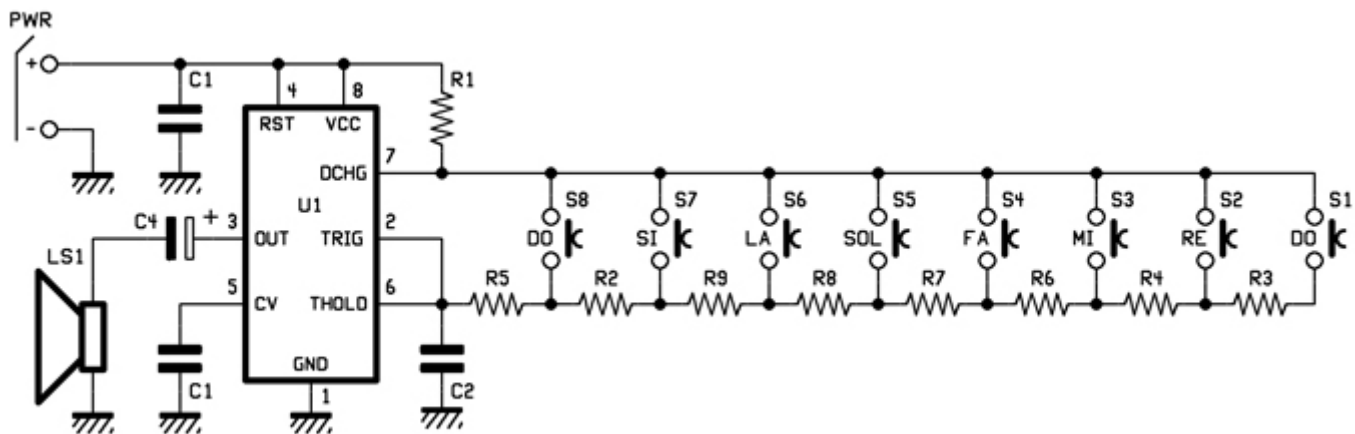 PWR
+
-
C1
R1
4
8
RST
VCC
DCHG
7
U1
C4
+
3
OUT
TRIG
2
LS1
5
CV
THOLD
6
C1
GND
1
C2
S8
S7
S6
S5
S4
S3
S2
S1
DO
SI
LA
SOL
FA
MI
RE
DO
R5
R2
R9
R8
R7
R6
R4
R3